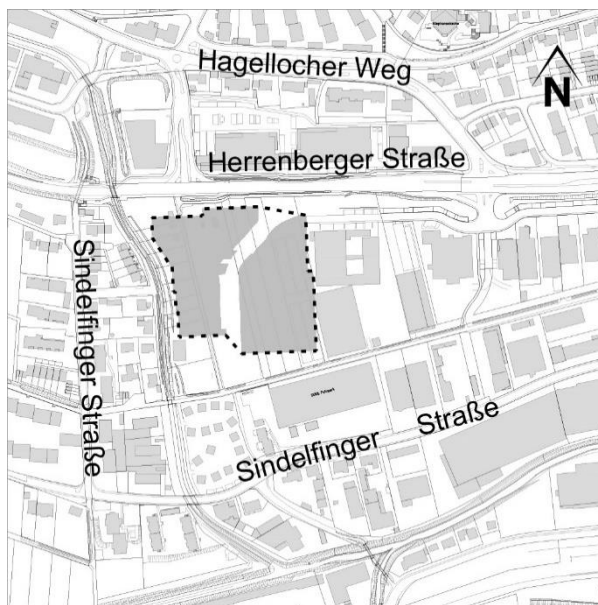 Hagellocher Weg
N
Herrenberger Straße
Sindelfinger Straße
Sindelfinger Straße